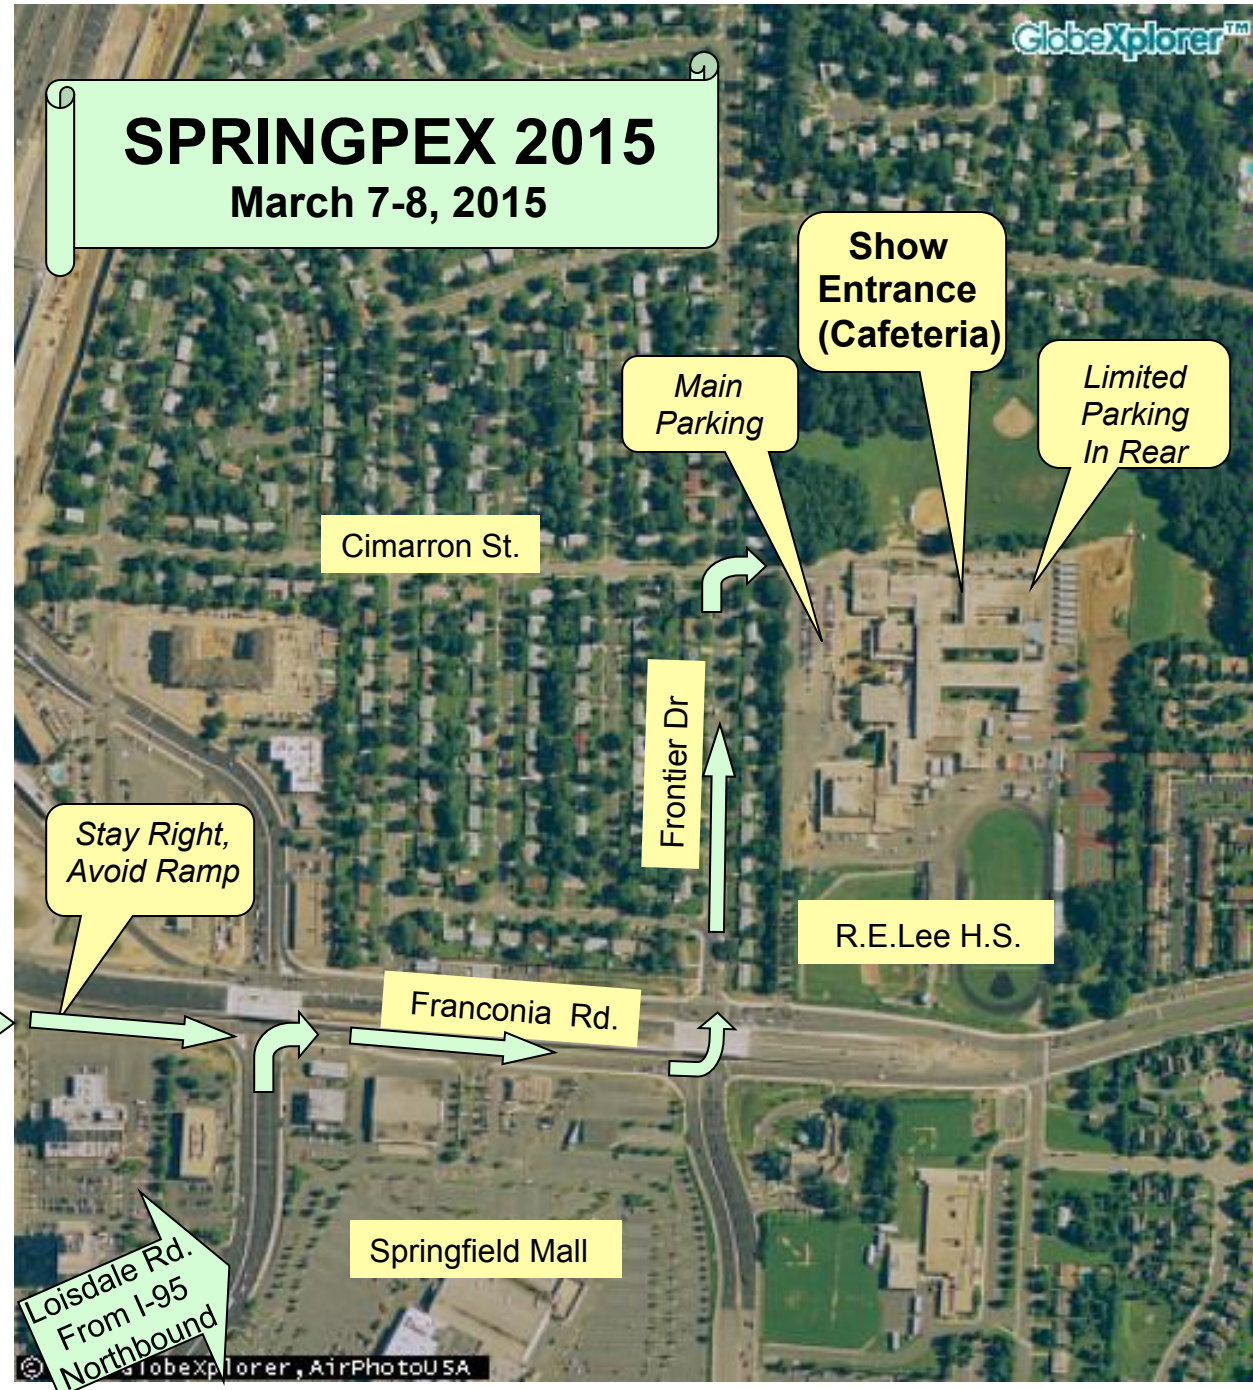 GlobeXplorer™
SPRINGPEX 2015
March 7-8, 2015
Show
Entrance
(Cafeteria)
Main
Parking
Limited
Parking
In Rear
Cimarron St.
Frontier Dr
Stay Right,
Avoid Ramp
R.E.Lee H.S.
Franconia Rd.
Springfield Mall
Loisdale Rd.
From I-95
Northbound
© GlobeXplorer, AirPhotoUSA